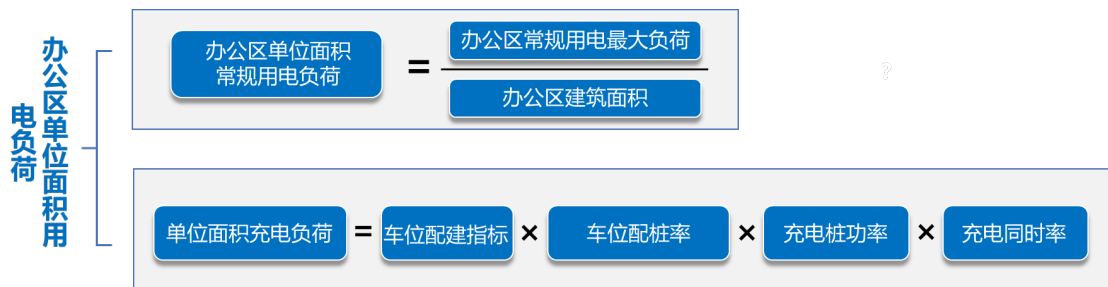 办公区单位面积用
电负荷
办公区单位面积
常规用电负荷
=
办公区常规用电最大负荷
办公区建筑面积
?
单位面积充电负荷 = 车位配建指标 × 车位配桩率 × 充电桩功率 × 充电同时率